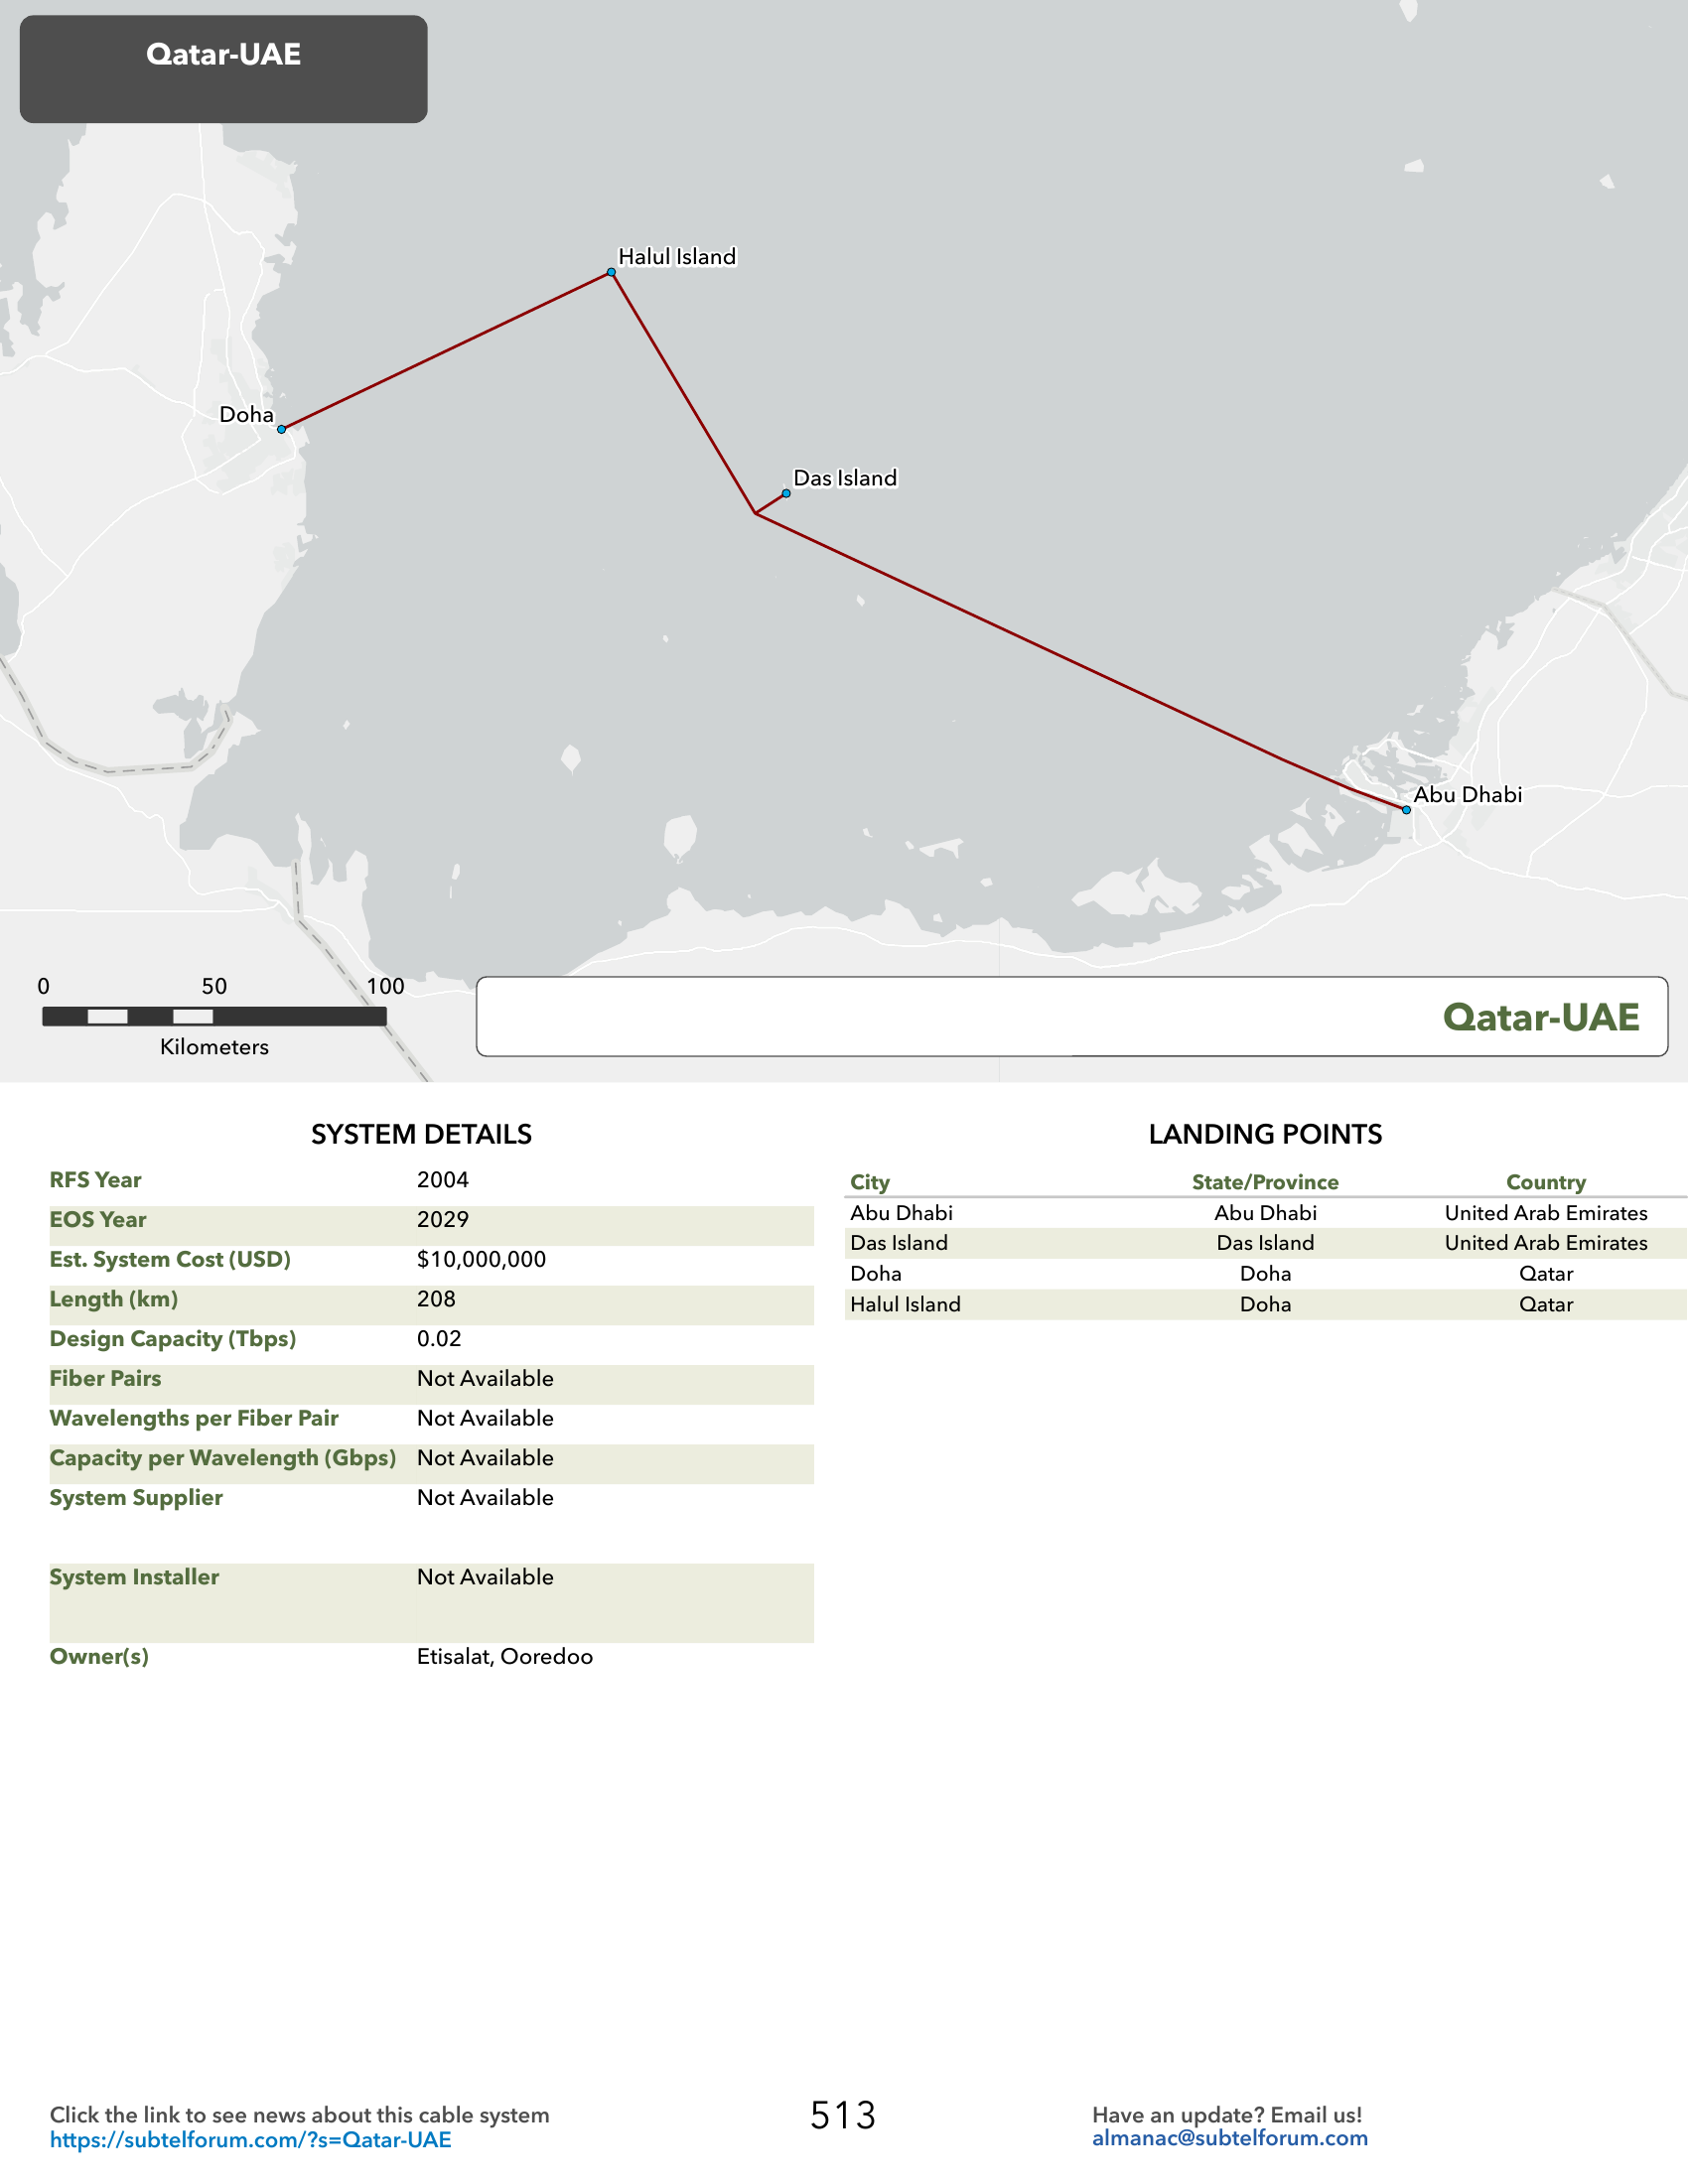 Qatar-UAE
Halul Island
Doha
Das Island
Abu Dhabi
0 50 100
Kilometers
Qatar-UAE
SYSTEM DETAILS
RFS Year 2004
EOS Year 2029
Est. System Cost (USD) $10,000,000
Length (km) 208
Design Capacity (Tbps) 0.02
Fiber Pairs Not Available
Wavelengths per Fiber Pair Not Available
Capacity per Wavelength (Gbps) Not Available
System Supplier Not Available
System Installer Not Available
Owner(s) Etisalat, Ooredoo
LANDING POINTS
City State/Province Country
Abu Dhabi Abu Dhabi United Arab Emirates
Das Island Das Island United Arab Emirates
Doha Doha Qatar
Halul Island Doha Qatar
Click the link to see news about this cable system
https://subtelforum.com/?s=Qatar-UAE
513
Have an update? Email us!
almanac@subtelforum.com